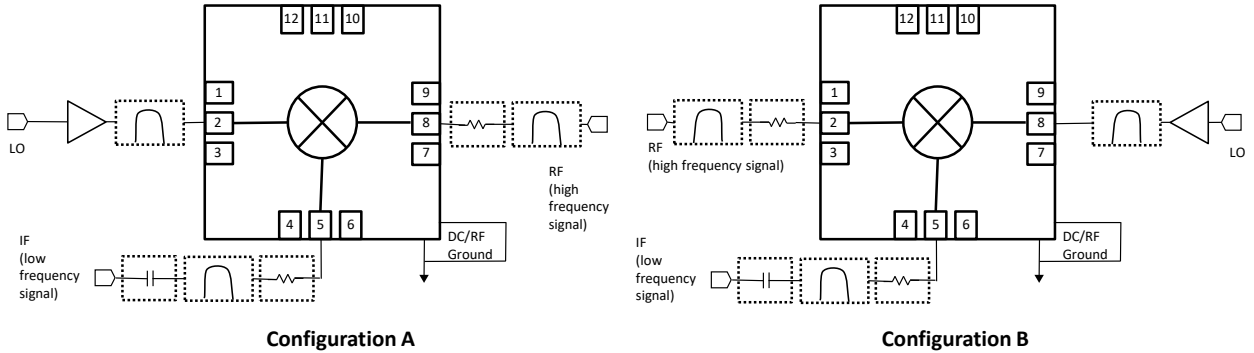 12 11 10
1
2
3
9
8
7
4 5 6
LO
RF
(high
frequency
signal)
IF
(low
frequency
signal)
DC/RF
Ground
Configuration A
12 11 10
1
2
3
9
8
7
4 5 6
RF
(high frequency signal)
LO
IF
(low
frequency
signal)
DC/RF
Ground
Configuration B